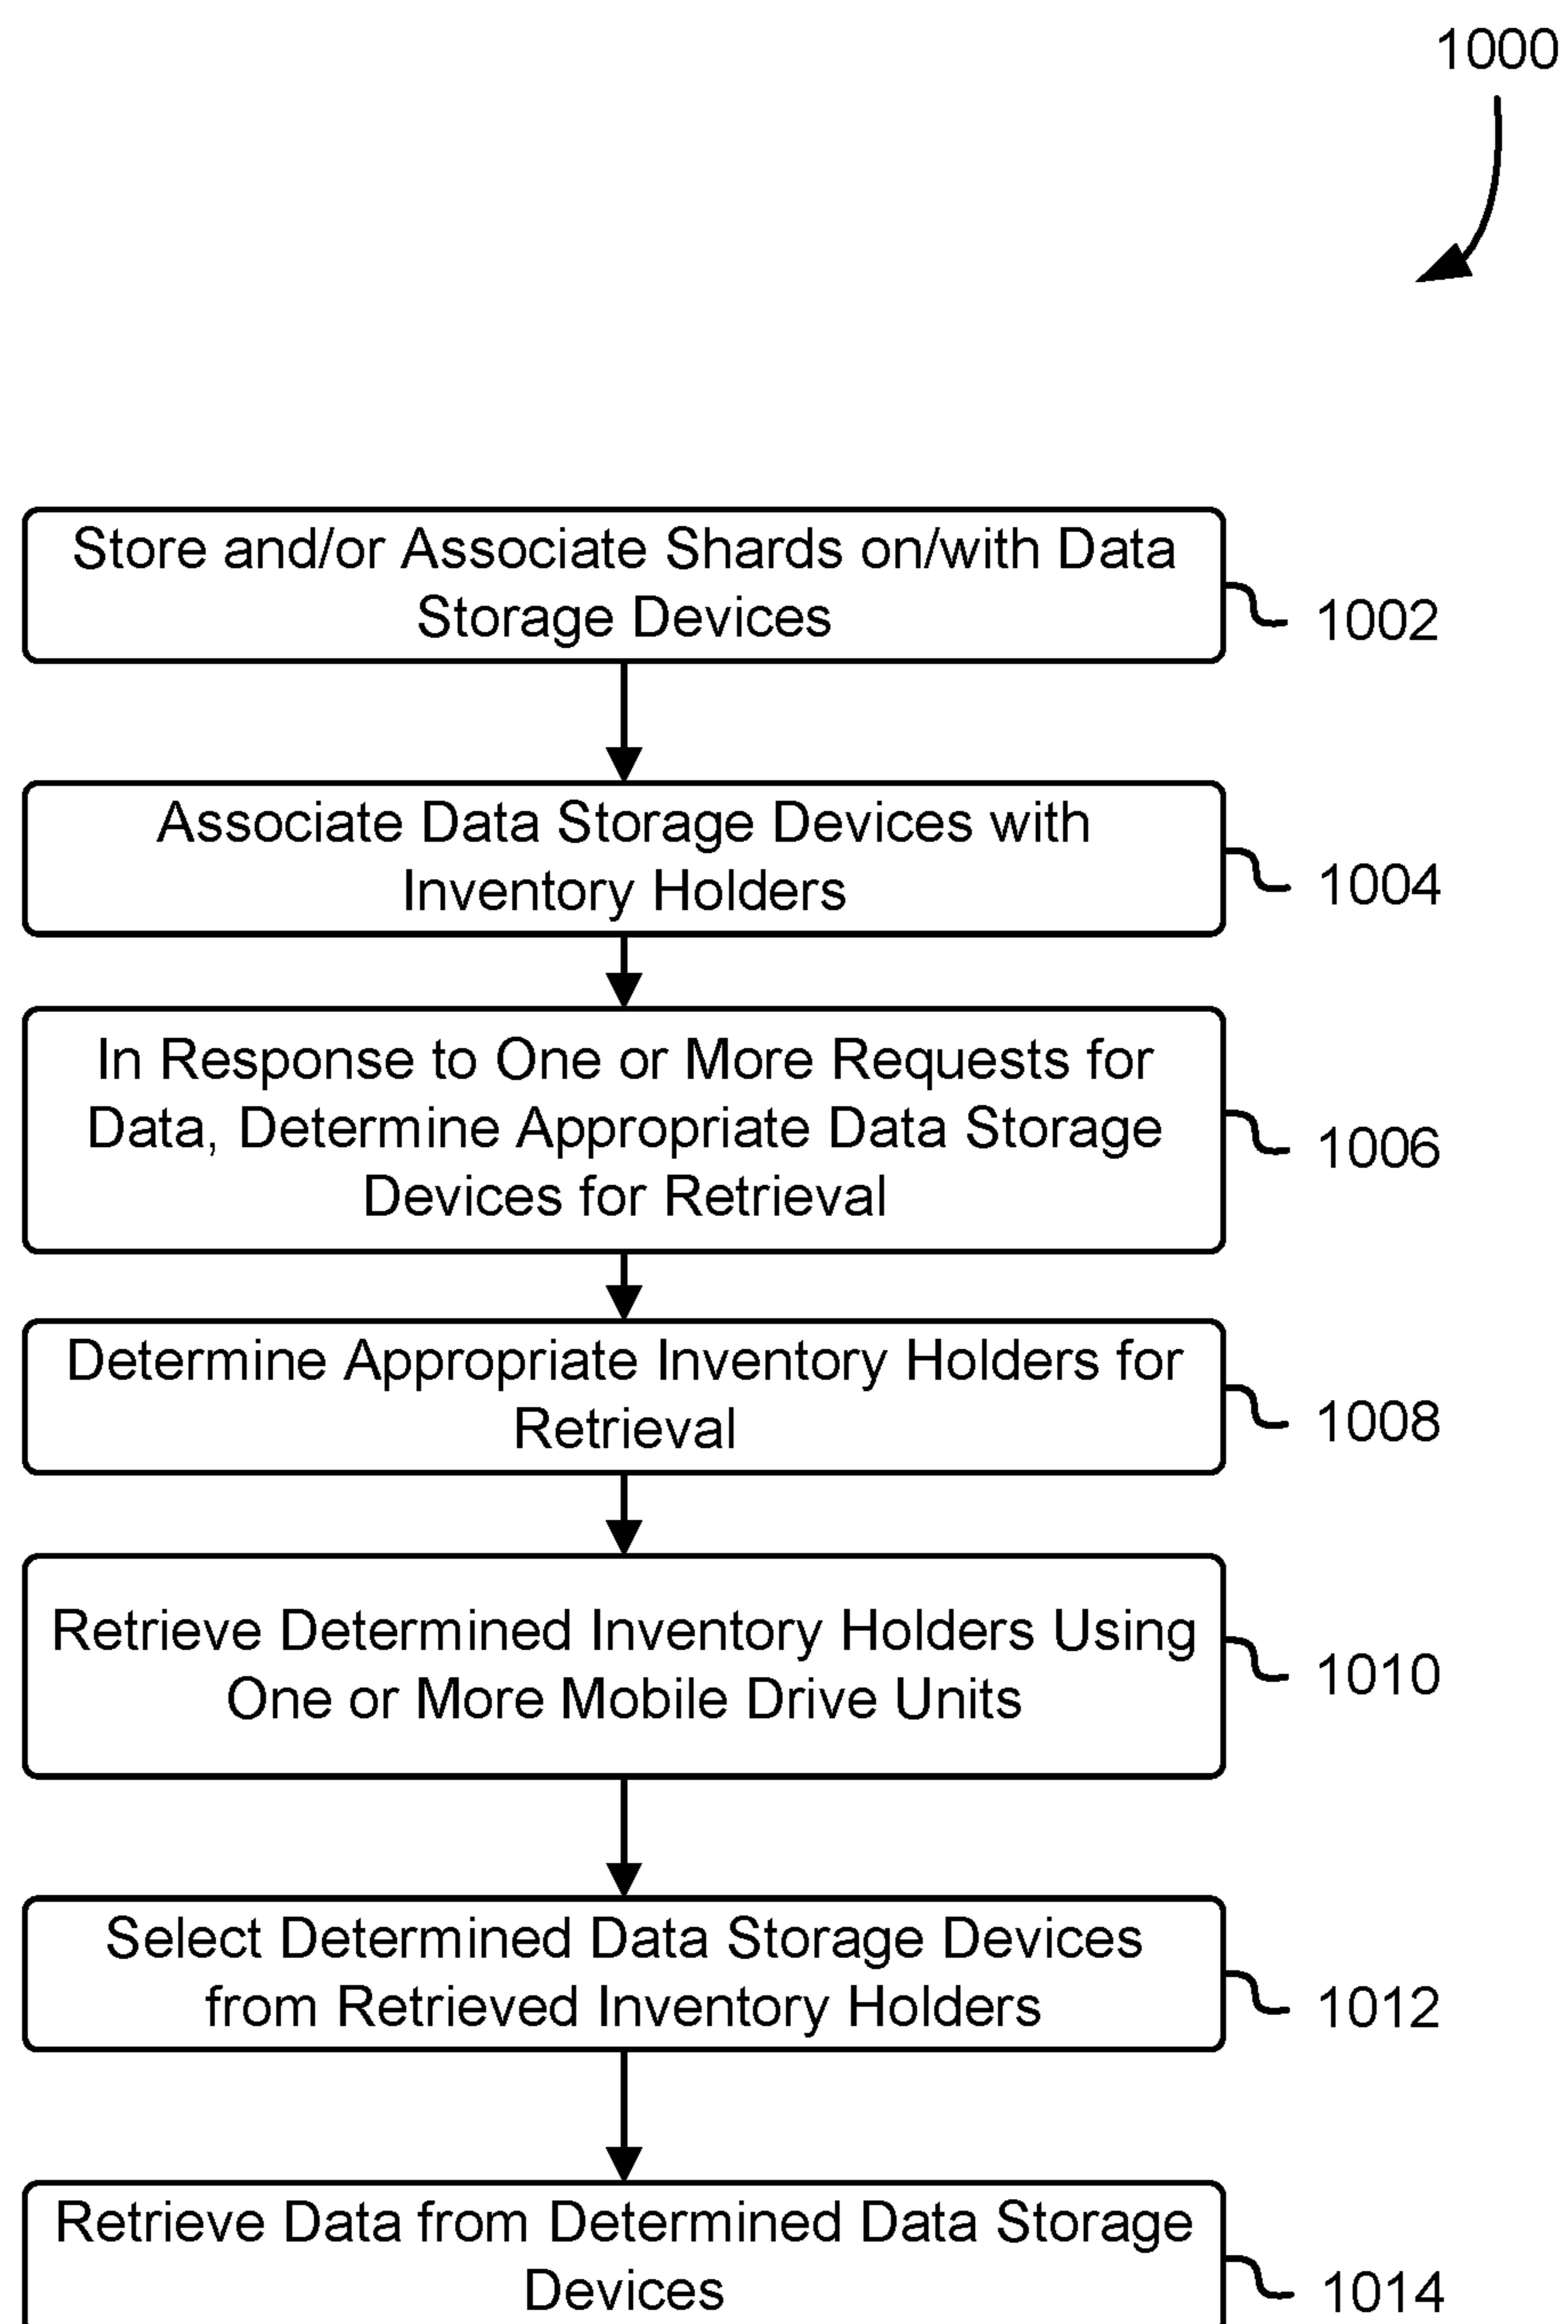 1000
Store and/or Associate Shards on/with Data
Storage Devices
1002
Associate Data Storage Devices with
Inventory Holders
1004
In Response to One or More Requests for
Data, Determine Appropriate Data Storage
Devices for Retrieval
1006
Determine Appropriate Inventory Holders for
Retrieval
1008
Retrieve Determined Inventory Holders Using
One or More Mobile Drive Units
1010
Select Determined Data Storage Devices
from Retrieved Inventory Holders
1012
Retrieve Data from Determined Data Storage
Devices
1014